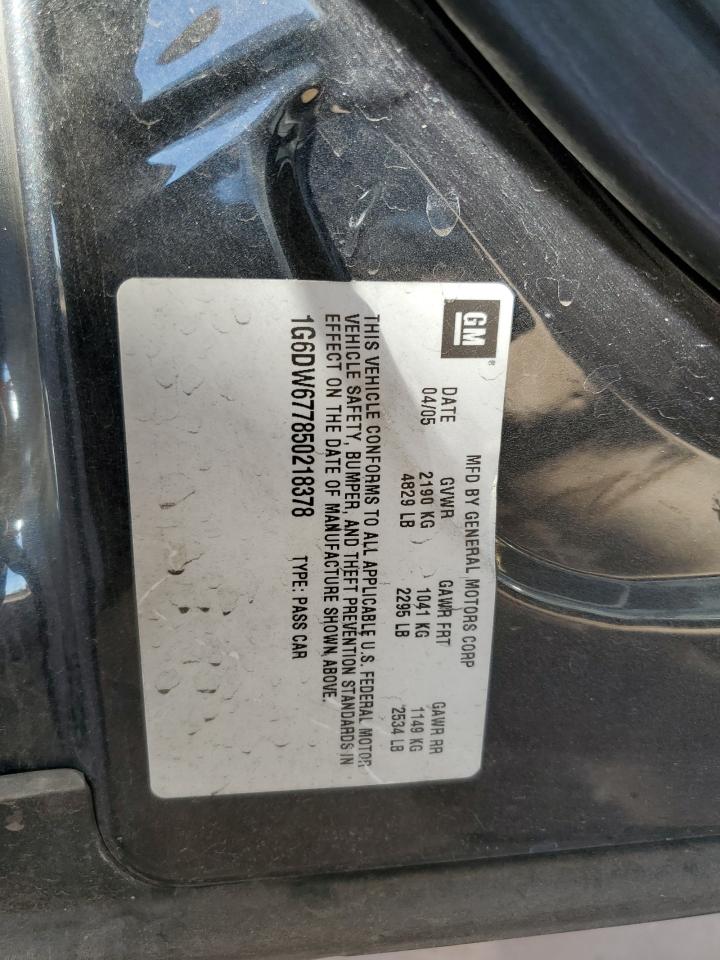 GM ®
MFD BY GENERAL MOTORS CORP
DATE GVWR GAWR FRT GAWR RR
04/05 2190 KG 1041 KG 1149 KG
4829 LB 2295 LB 2534 LB
THIS VEHICLE CONFORMS TO ALL APPLICABLE U.S. FEDERAL MOTOR
VEHICLE SAFETY, BUMPER, AND THEFT PREVENTION STANDARDS IN
EFFECT ON THE DATE OF MANUFACTURE SHOWN ABOVE.
1G6DW677850218378 TYPE: PASS CAR